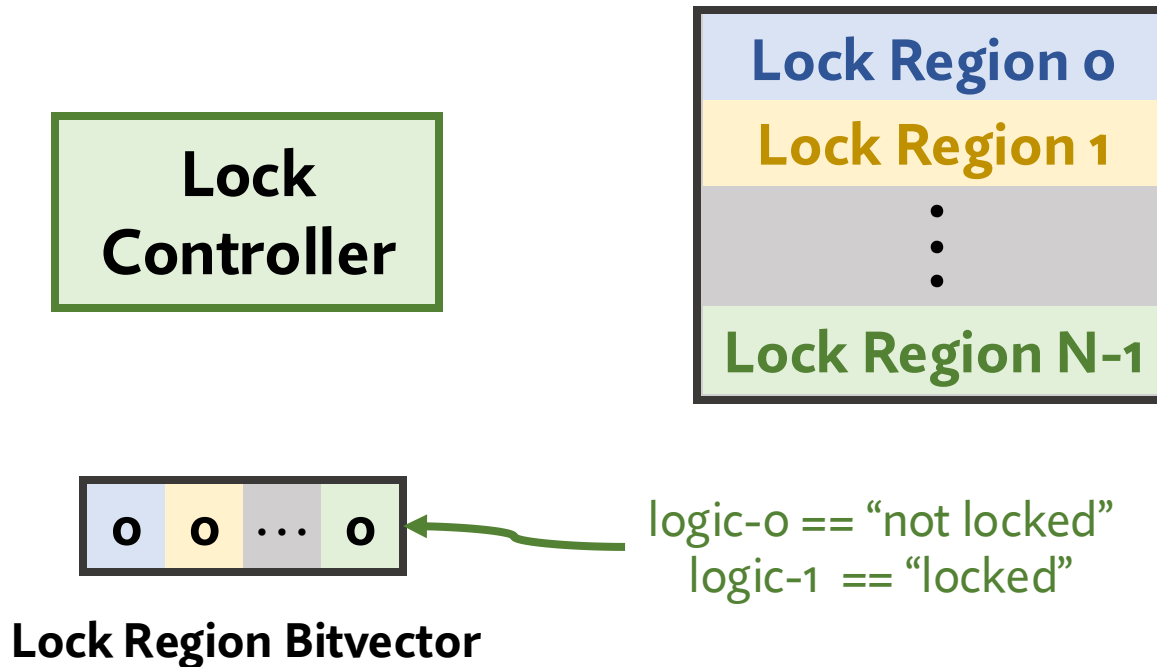 Lock Region 0
Lock Region 1
Lock
Controller
Lock Region N-1
0 0 ... 0
logic-0 == “not locked”
logic-1 == “locked”
Lock Region Bitvector